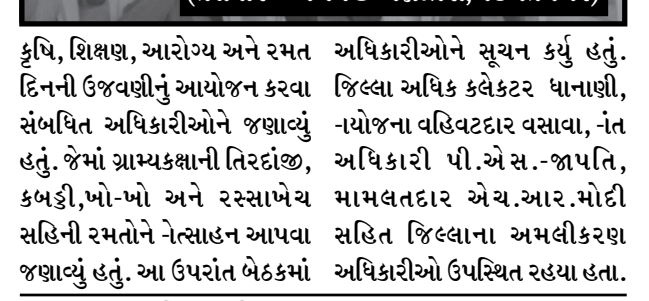 કૃષિ, શિક્ષણ, આરોગ્ય અને રમત
દિનની ઉજવણીનું આયોજન કરવા
સંબધિત અધિકારીઓને જણાવ્યું
હતું. જેમાં ગ્રામ્યકક્ષાની તિરદાંજી,
કબડ્ડી,ખો-ખો અને રસ્સાખેચ
સહિની રમતોને -ોત્સાહન આપવા
જણાવ્યું હતું. આ ઉપરાંત બેઠકમાં
અધિકારીઓને સૂચન કર્યુ હતું.
જિલ્લા અધિક કલેકટર ધાનાણી,
-ાયોજના વહિવટદાર વસાવા, -ાંત
અધિકારી પી.એસ.-જાપતિ,
મામલતદાર એચ.આર.મોદી
સહિત જિલ્લાના અમલીકરણ
અધિકારીઓ ઉપસ્થિત રહયા હતા.